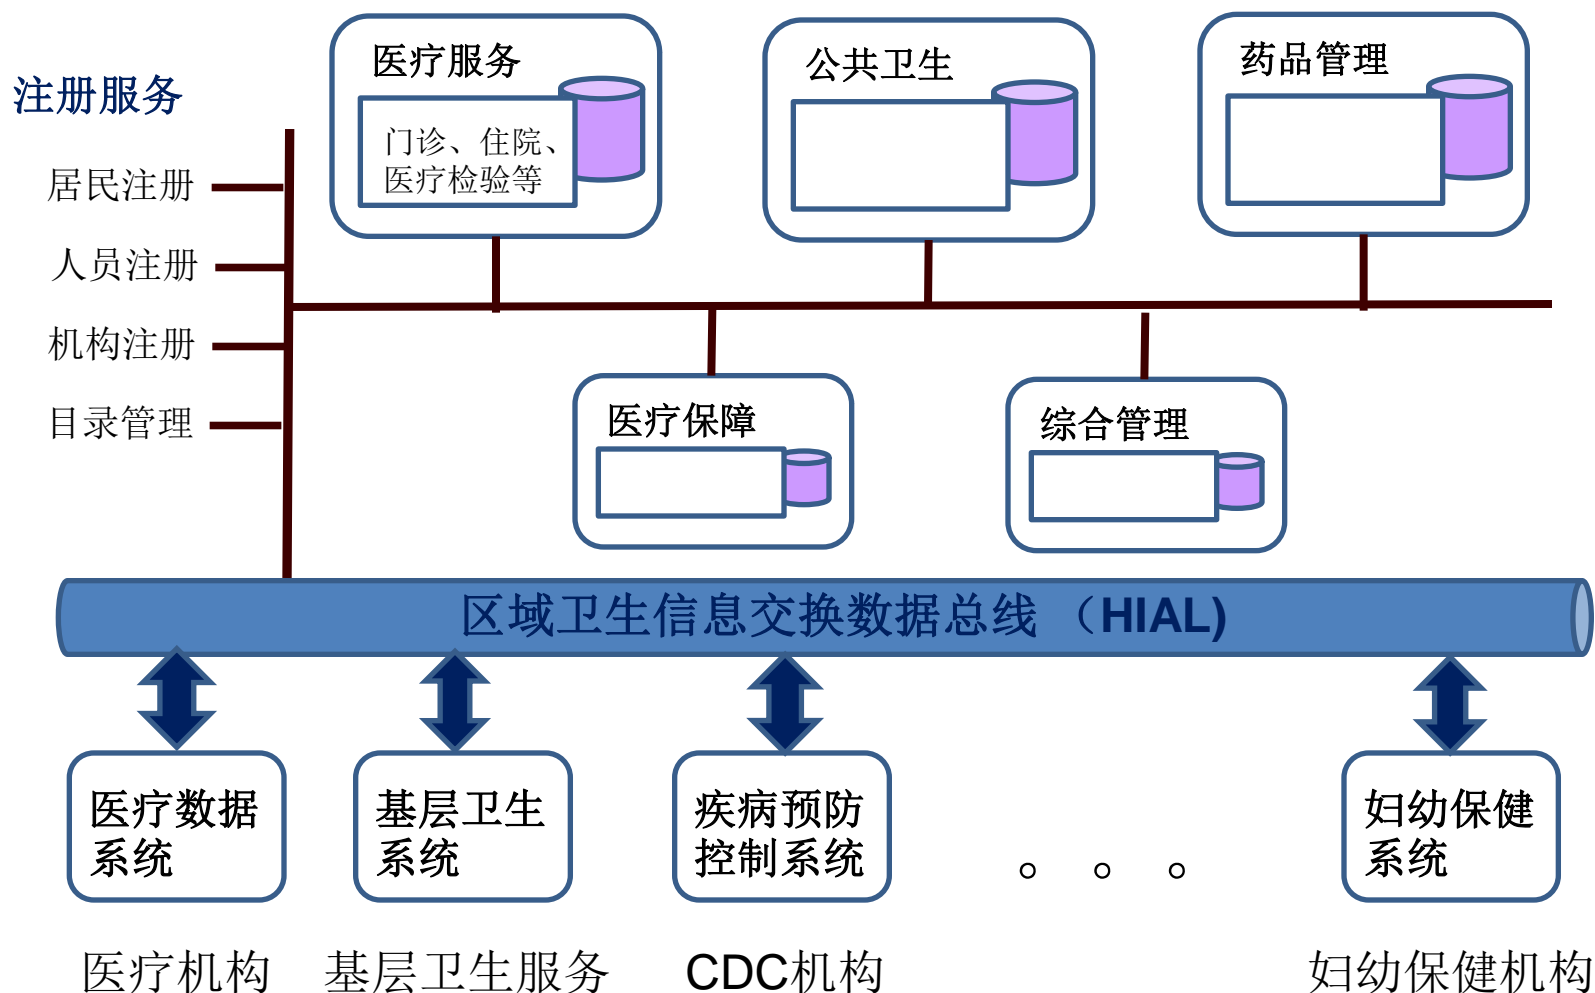 医疗服务
公共卫生
药品管理
注册服务
门诊、住院、
医疗检验等
居民注册
人员注册
机构注册
目录管理
医疗保障
综合管理
区域卫生信息交换数据总线 （HIAL)
医疗数据
系统
基层卫生
系统
疾病预防
控制系统
。。。
妇幼保健
系统
医疗机构
基层卫生服务
CDC机构
妇幼保健机构